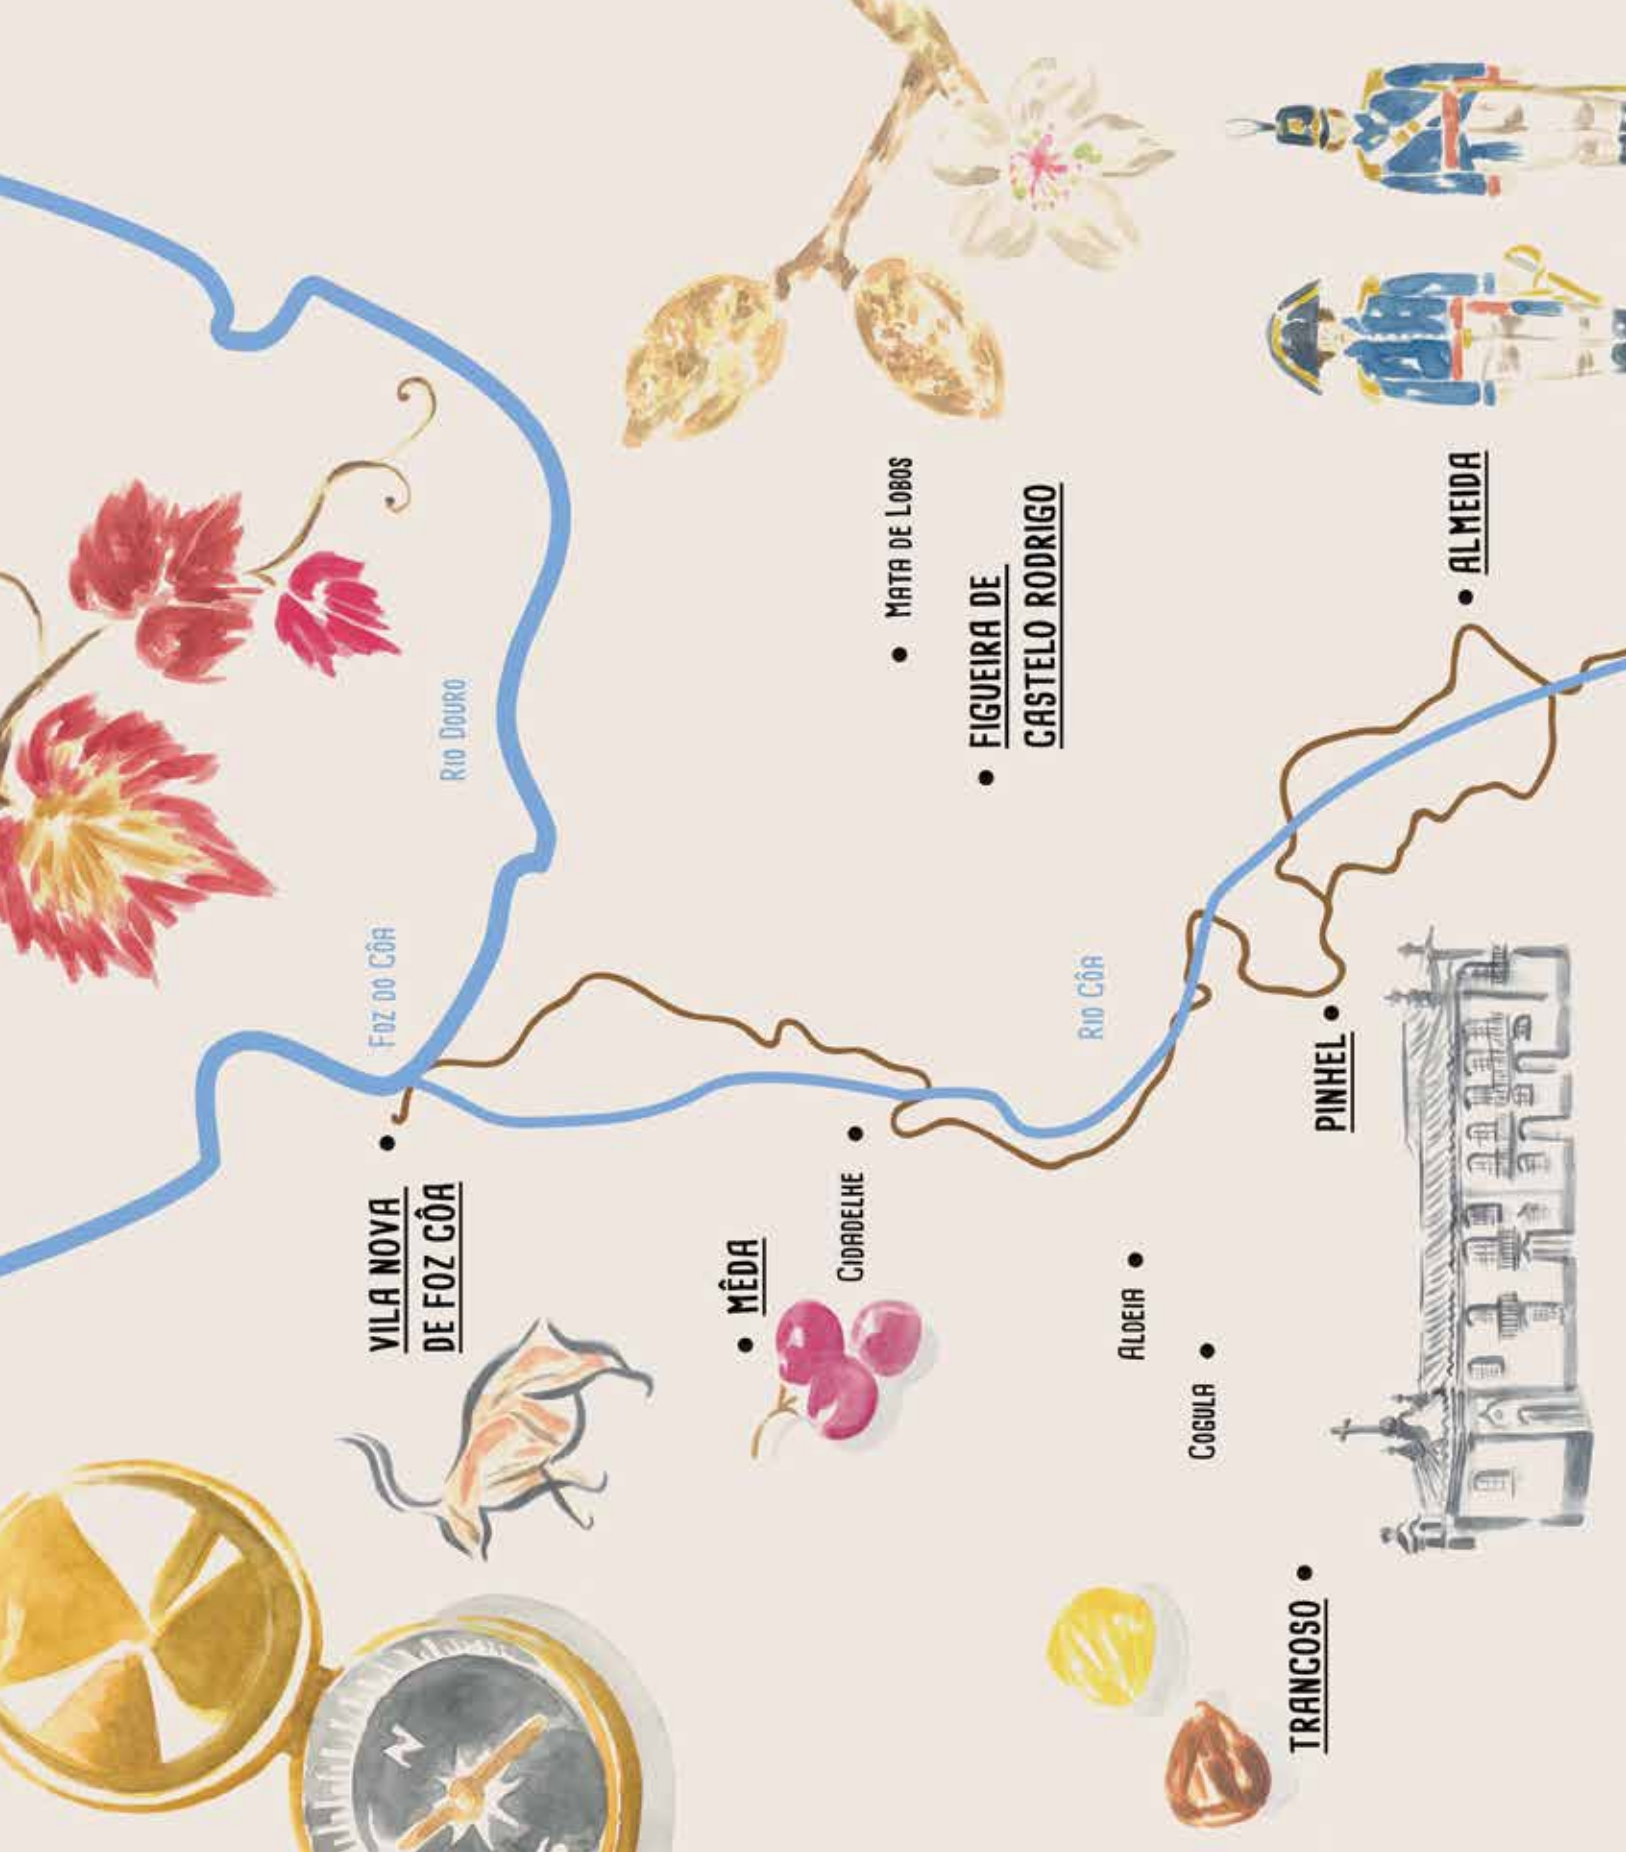 RIO DOURO
FOZ DO CÔA
VILA NOVA
DE FOZ CÔA
MÊDA
CIDADELHE
MATA DE LOBOS
FIGUEIRA DE
CASTELO RODRIGO
RIO CÔA
ALDEIA
COGULA
PINHEL
ALMEIDA
TRANCOSO
N